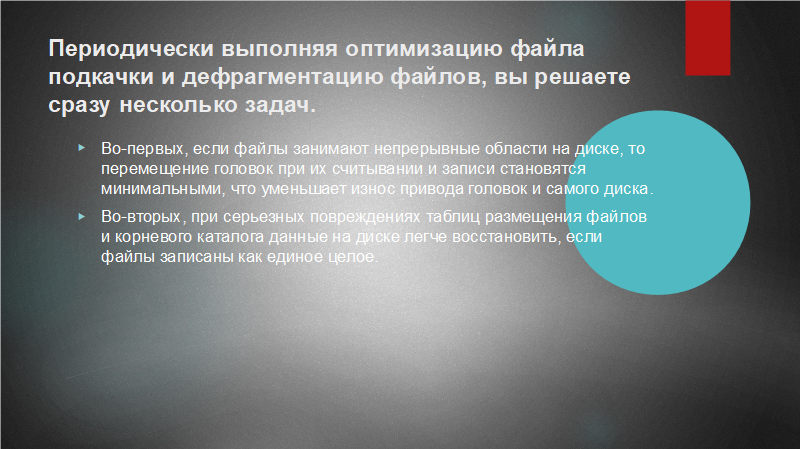 Периодически выполняя оптимизацию файла
подкачки и дефрагментацию файлов, вы решаете
сразу несколько задач.
Во-первых, если файлы занимают непрерывные области на диске, то
перемещение головок при их считывании и записи становятся
минимальными, что уменьшает износ привода головок и самого диска.
Во-вторых, при серьезных повреждениях таблиц размещения файлов
и корневого каталога данные на диске легче восстановить, если
файлы записаны как единое целое.